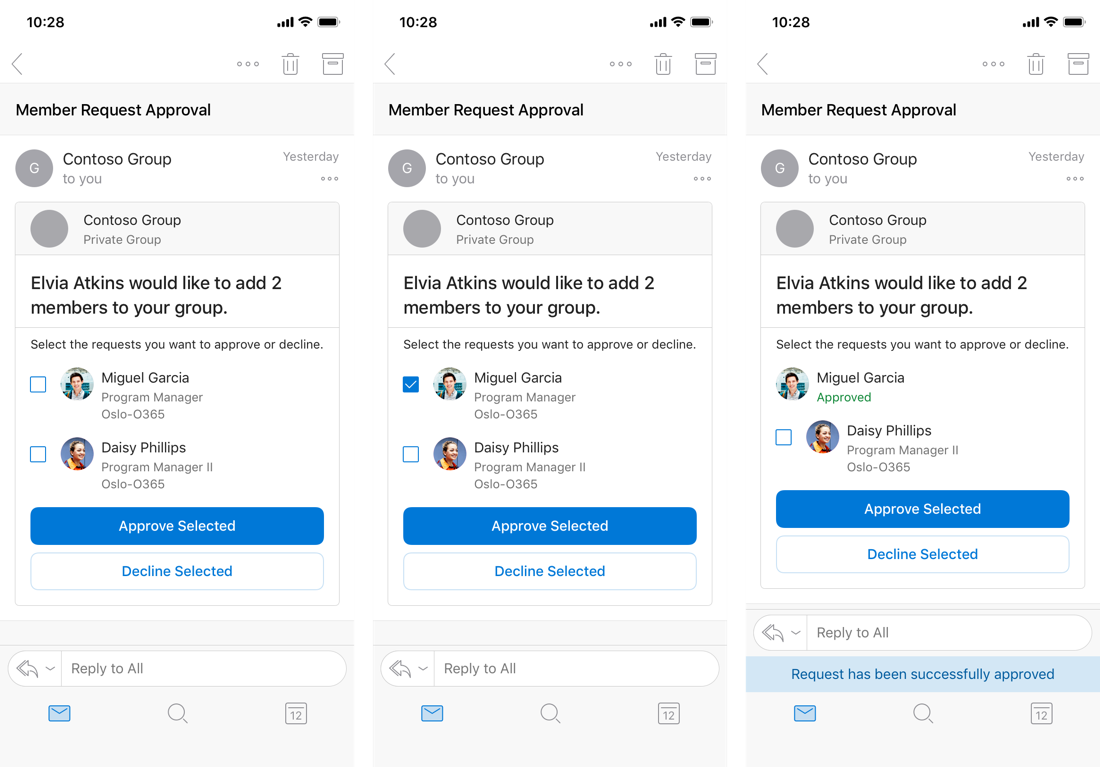 10:28
Member Request Approval
G
Contoso Group
Yesterday
to you
Contoso Group
Private Group
Elvia Atkins would like to add 2
members to your group.
Select the requests you want to approve or decline.
Miguel Garcia
Program Manager
Oslo-O365
Daisy Phillips
Program Manager II
Oslo-O365
Approve Selected
Decline Selected
Reply to All
12
10:28
Member Request Approval
G
Contoso Group
Yesterday
to you
Contoso Group
Private Group
Elvia Atkins would like to add 2
members to your group.
Select the requests you want to approve or decline.
Miguel Garcia
Program Manager
Oslo-O365
Daisy Phillips
Program Manager II
Oslo-O365
Approve Selected
Decline Selected
Reply to All
12
10:28
Member Request Approval
G
Contoso Group
Yesterday
to you
Contoso Group
Private Group
Elvia Atkins would like to add 2
members to your group.
Select the requests you want to approve or decline.
Miguel Garcia
Approved
Daisy Phillips
Program Manager II
Oslo-O365
Approve Selected
Decline Selected
Reply to All
Request has been successfully approved
12